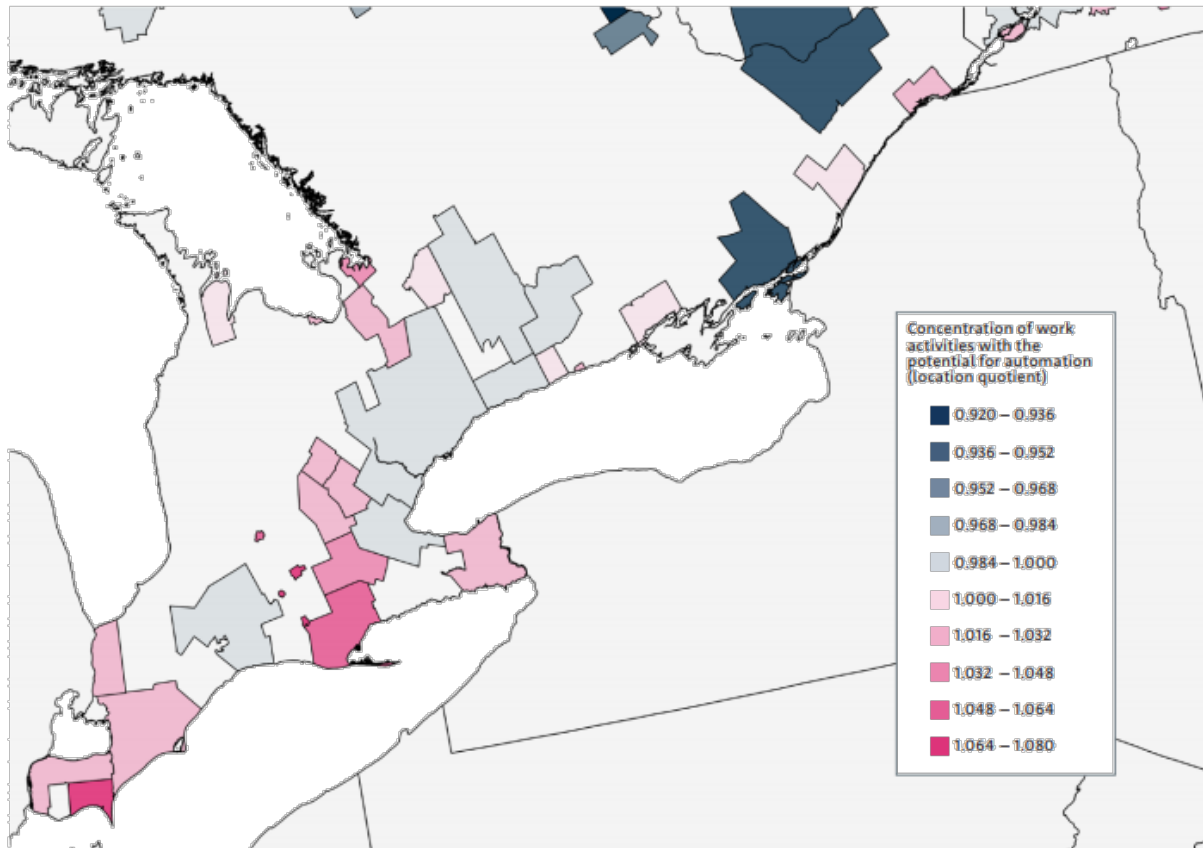 Concentration of work
activities with the
potential for automation
(location quotient)
0.920 – 0.936
0.936 – 0.952
0.952 – 0.968
0.968 – 0.984
0.984 – 1.000
1.000 – 1.016
1.016 – 1.032
1.032 – 1.048
1.048 – 1.064
1.064 – 1.080